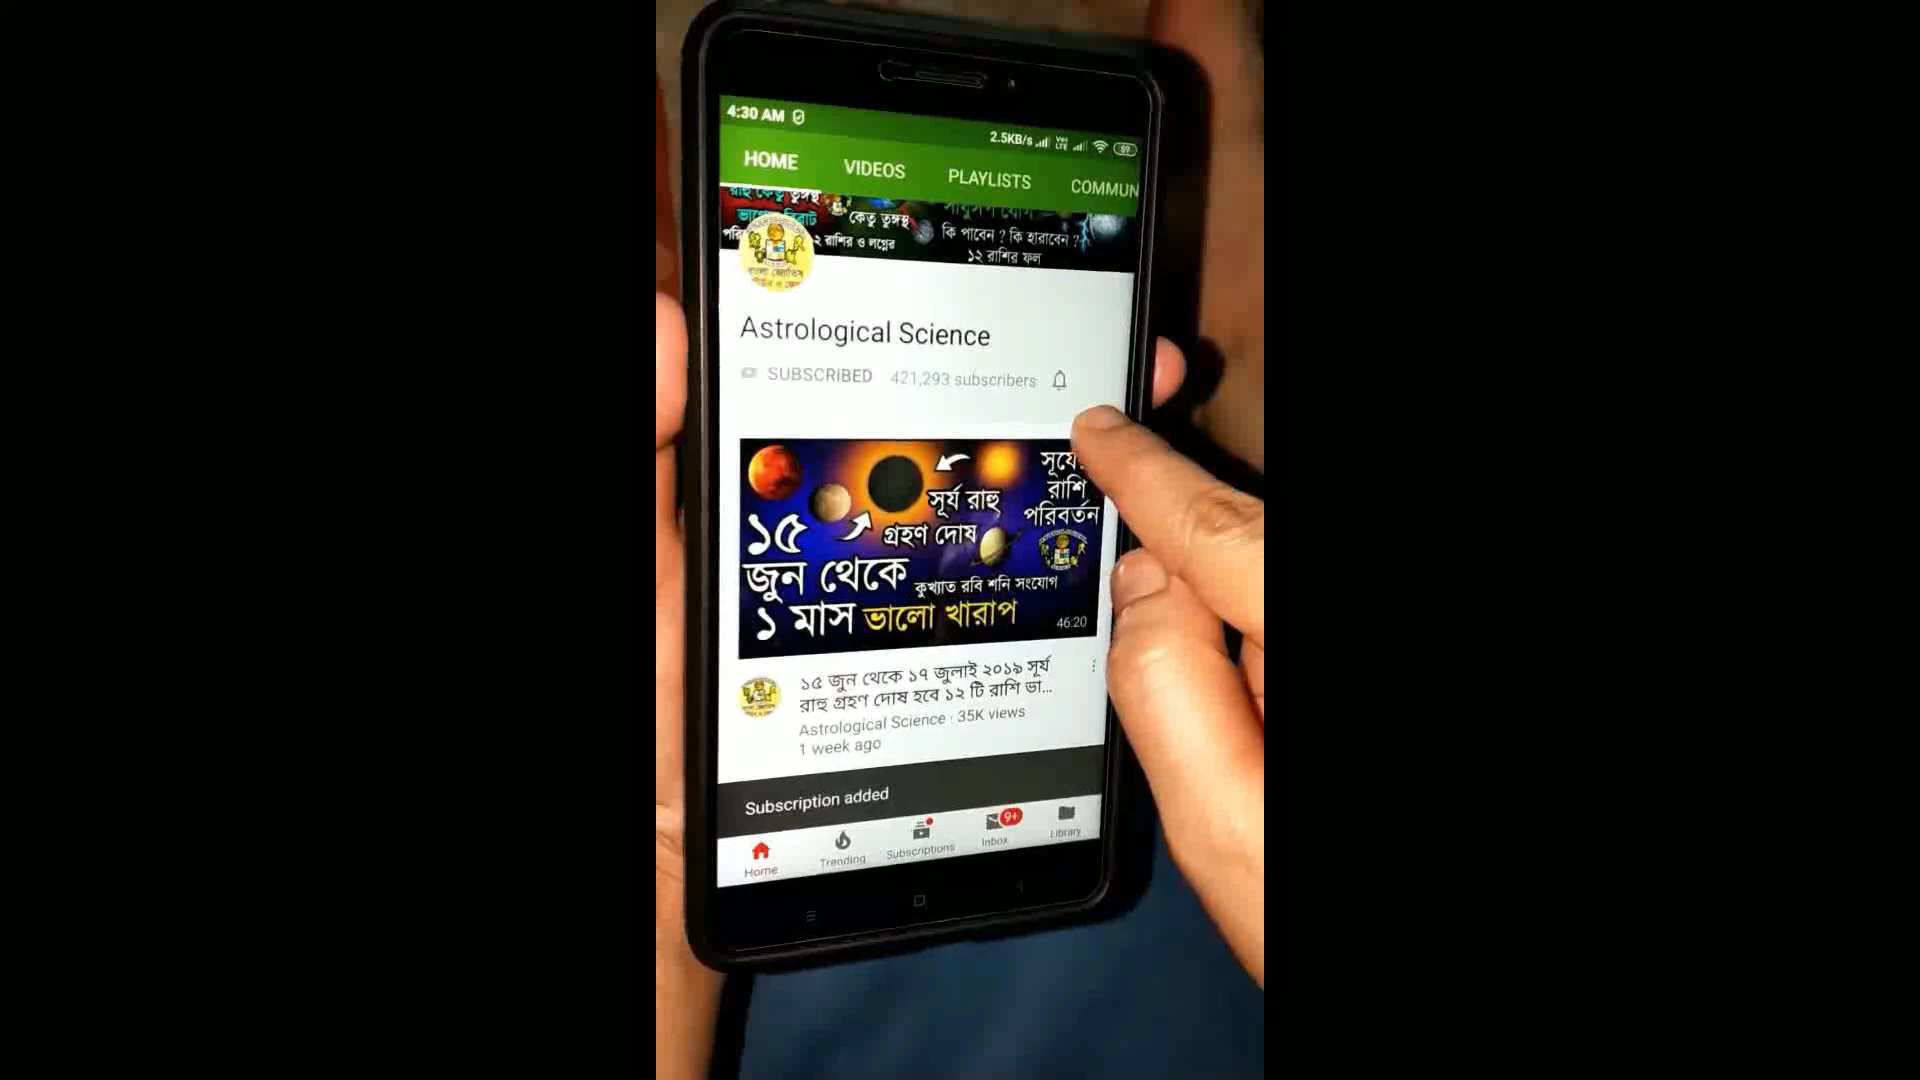 4:30 AM
2.5KB/s
89
HOME VIDEOS PLAYLISTS COMMUN
রাহু কেতু তুঙ্গস্থ
কেতু তুঙ্গস্থ
২ রাশির ও লগ্নের
কি পাবেন ? কি হারাবেন ?
১২ রাশির ফল
Astrological Science
SUBSCRIBED 421,293 subscribers
সূর্য রাহু
গ্রহণ দোষ
রাশি
পরিবর্তন
১৫
জুন থেকে
কুখ্যাত রবি শনি সংযোগ
১ মাস ভালো খারাপ
46:20
১৫ জুন থেকে ১৭ জুলাই ২০১৯ সূর্য
রাহু গ্রহণ দোষ হবে ১২ টি রাশি ভা...
Astrological Science · 35K views
1 week ago
Subscription added
9+
Home Trending Subscriptions Inbox Library